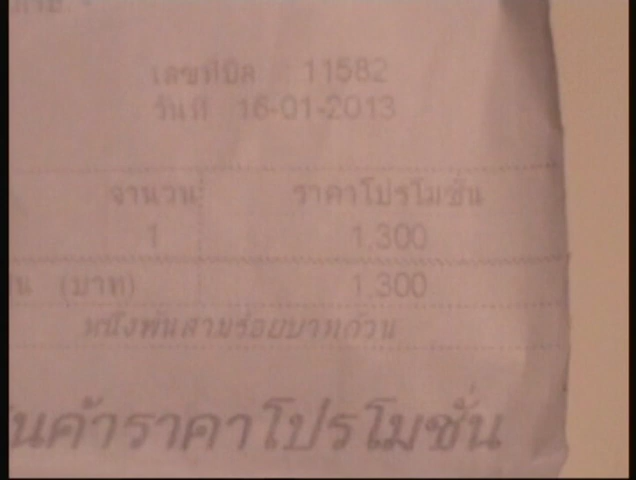 เลขที่บิล 11582
วันที่ 16-01-2013
จำนวน ราคาโปรโมชั่น
1 1,300
น (บาท) 1,300
หนึ่งพันสามร้อยบาทถ้วน
นค้าราคาโปรโมชั่น